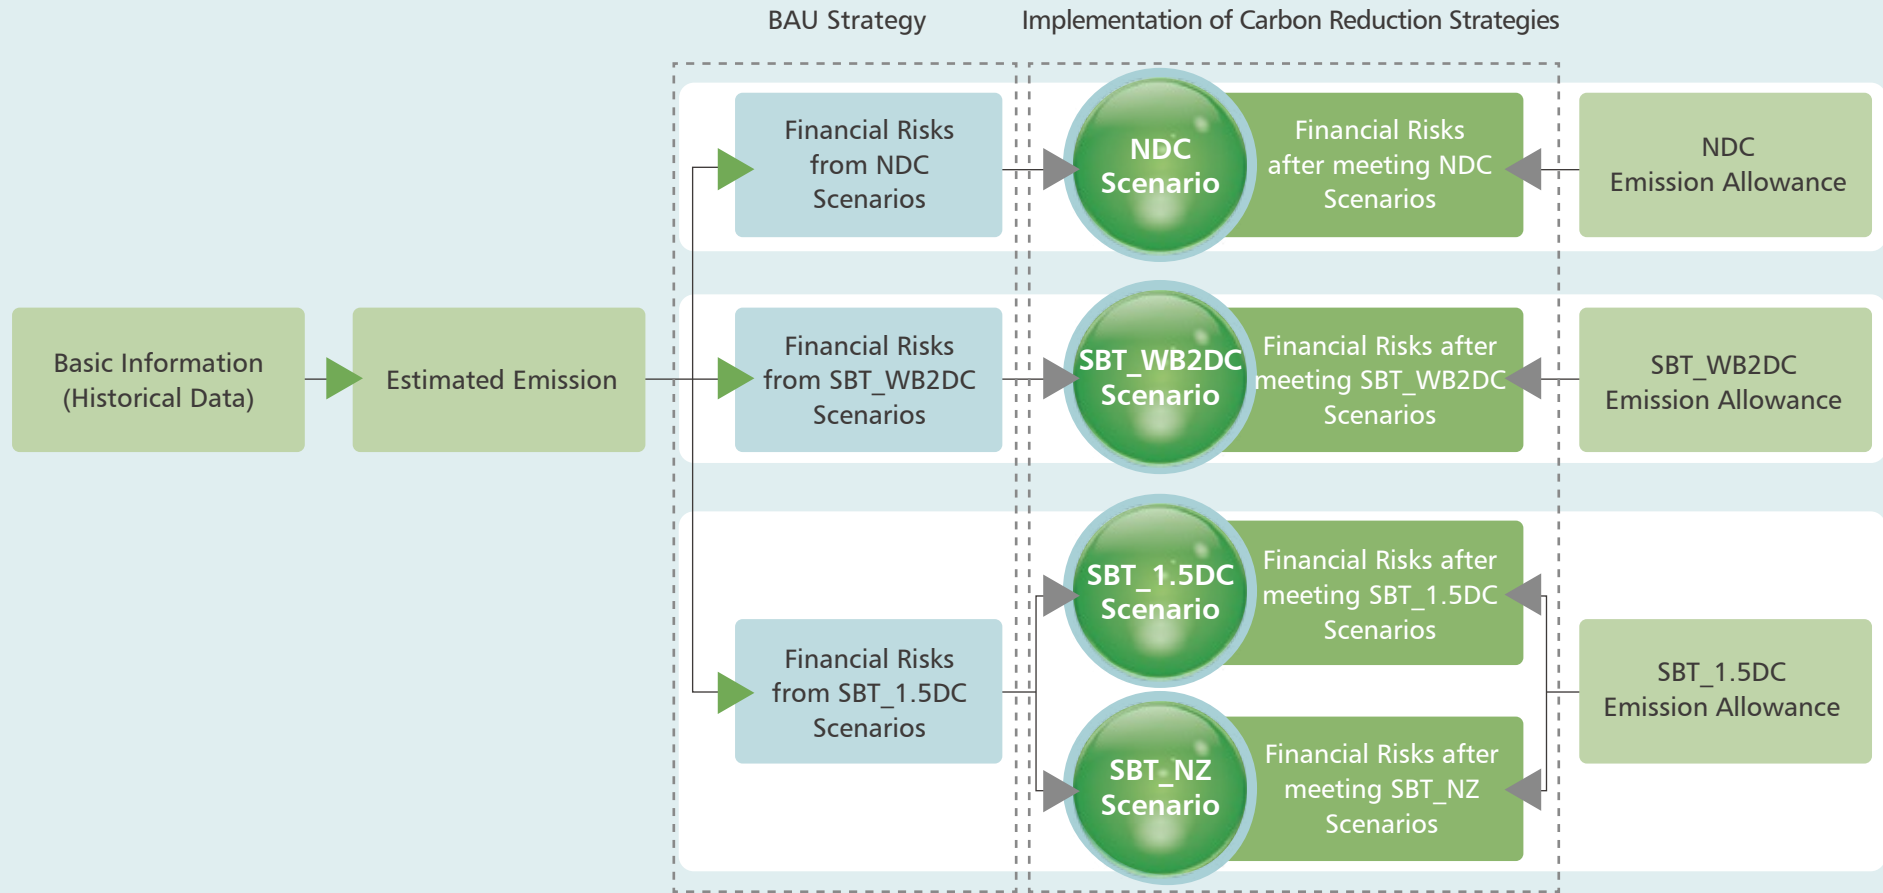 BAU Strategy
Implementation of Carbon Reduction Strategies
Basic Information
(Historical Data)
Estimated Emission
Financial Risks
from NDC
Scenarios
NDC
Scenario
Financial Risks
after meeting NDC
Scenarios
NDC
Emission Allowance
Financial Risks
from SBT_WB2DC
Scenarios
SBT_WB2DC
Scenario
Financial Risks after
meeting SBT_WB2DC
Scenarios
SBT_WB2DC
Emission Allowance
Financial Risks
from SBT_1.5DC
Scenarios
SBT_1.5DC
Scenario
Financial Risks after
meeting SBT_1.5DC
Scenarios
SBT_NZ
Scenario
Financial Risks after
meeting SBT_NZ
Scenarios
SBT_1.5DC
Emission Allowance